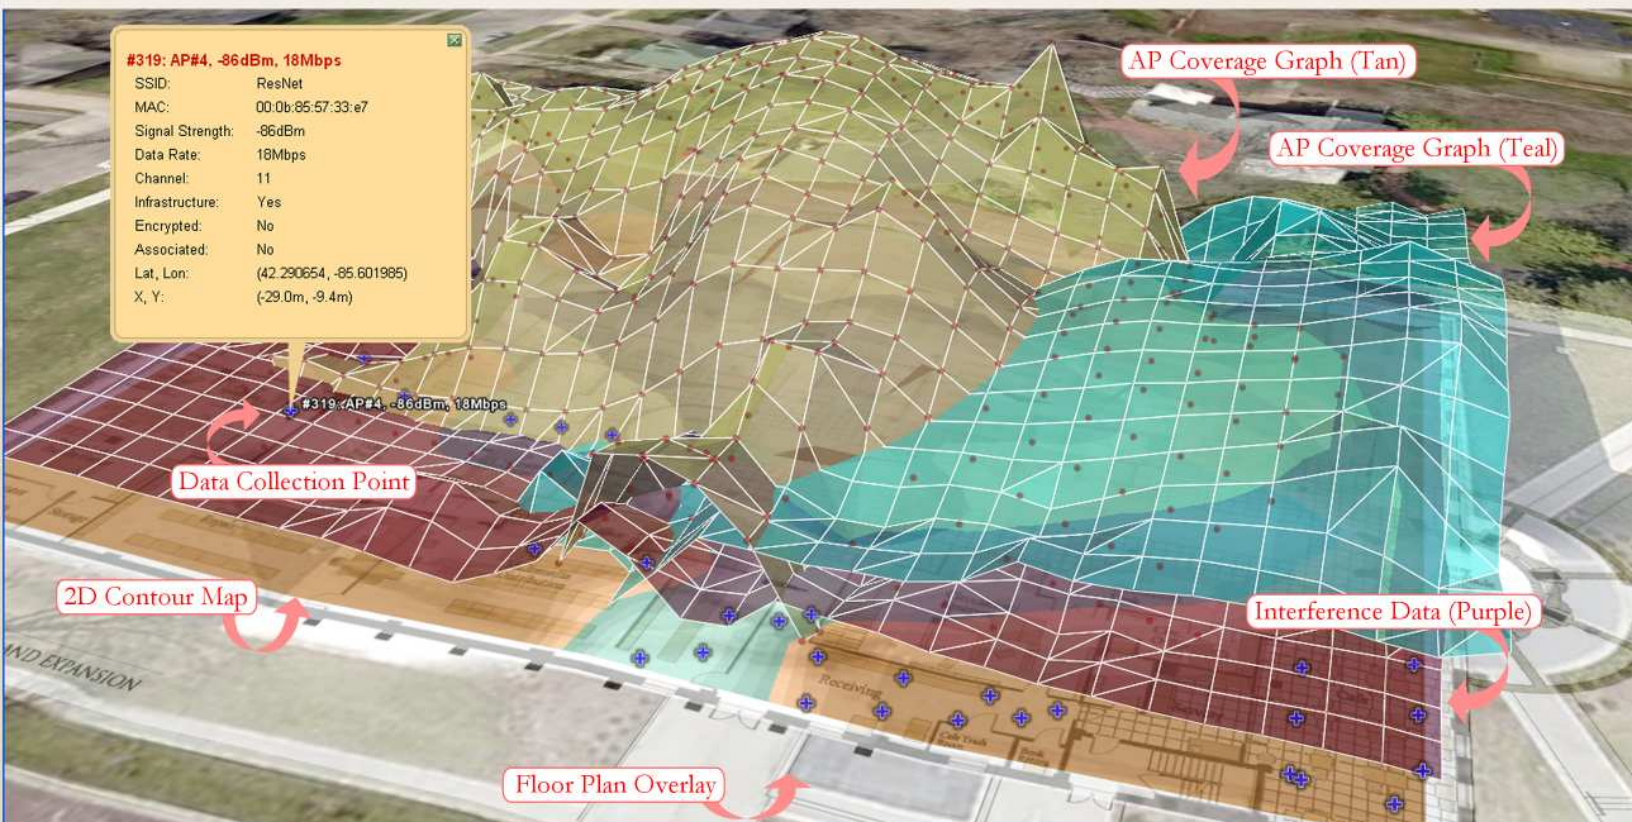 #319: AP#4, -86dBm, 18Mbps
SSID: ResNet
MAC: 00:0b:85:57:33:e7
Signal Strength: -86dBm
Data Rate: 18Mbps
Channel: 11
Infrastructure: Yes
Encrypted: No
Associated: No
Lat, Lon: (42.290654, -85.601985)
X, Y: (-29.0m, -9.4m)
AP Coverage Graph (Tan)
AP Coverage Graph (Teal)
#319: AP#4, -86dBm, 18Mbps
Data Collection Point
Storage
2D Contour Map
Interference Data (Purple)
AND EXPANSION
Receiving
Floor Plan Overlay